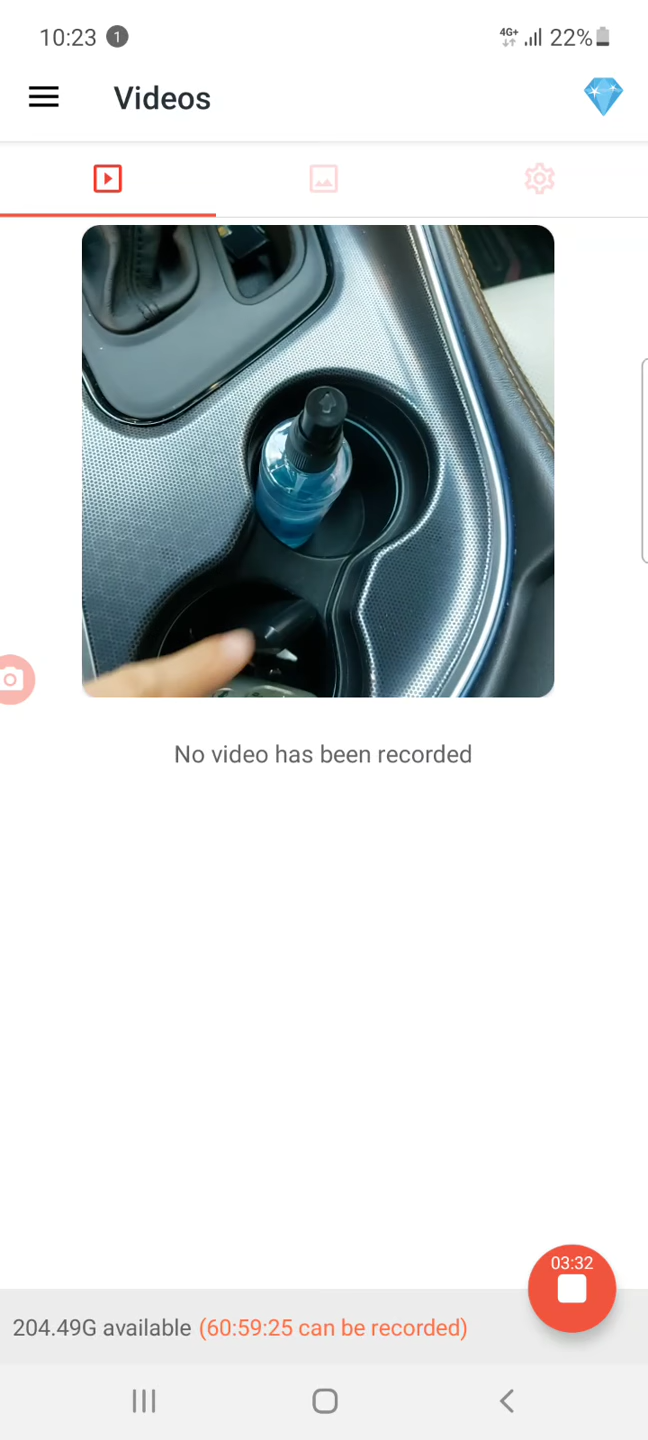 10:23 1 4G+ 22%
Videos
No video has been recorded
03:32
204.49G available (60:59:25 can be recorded)